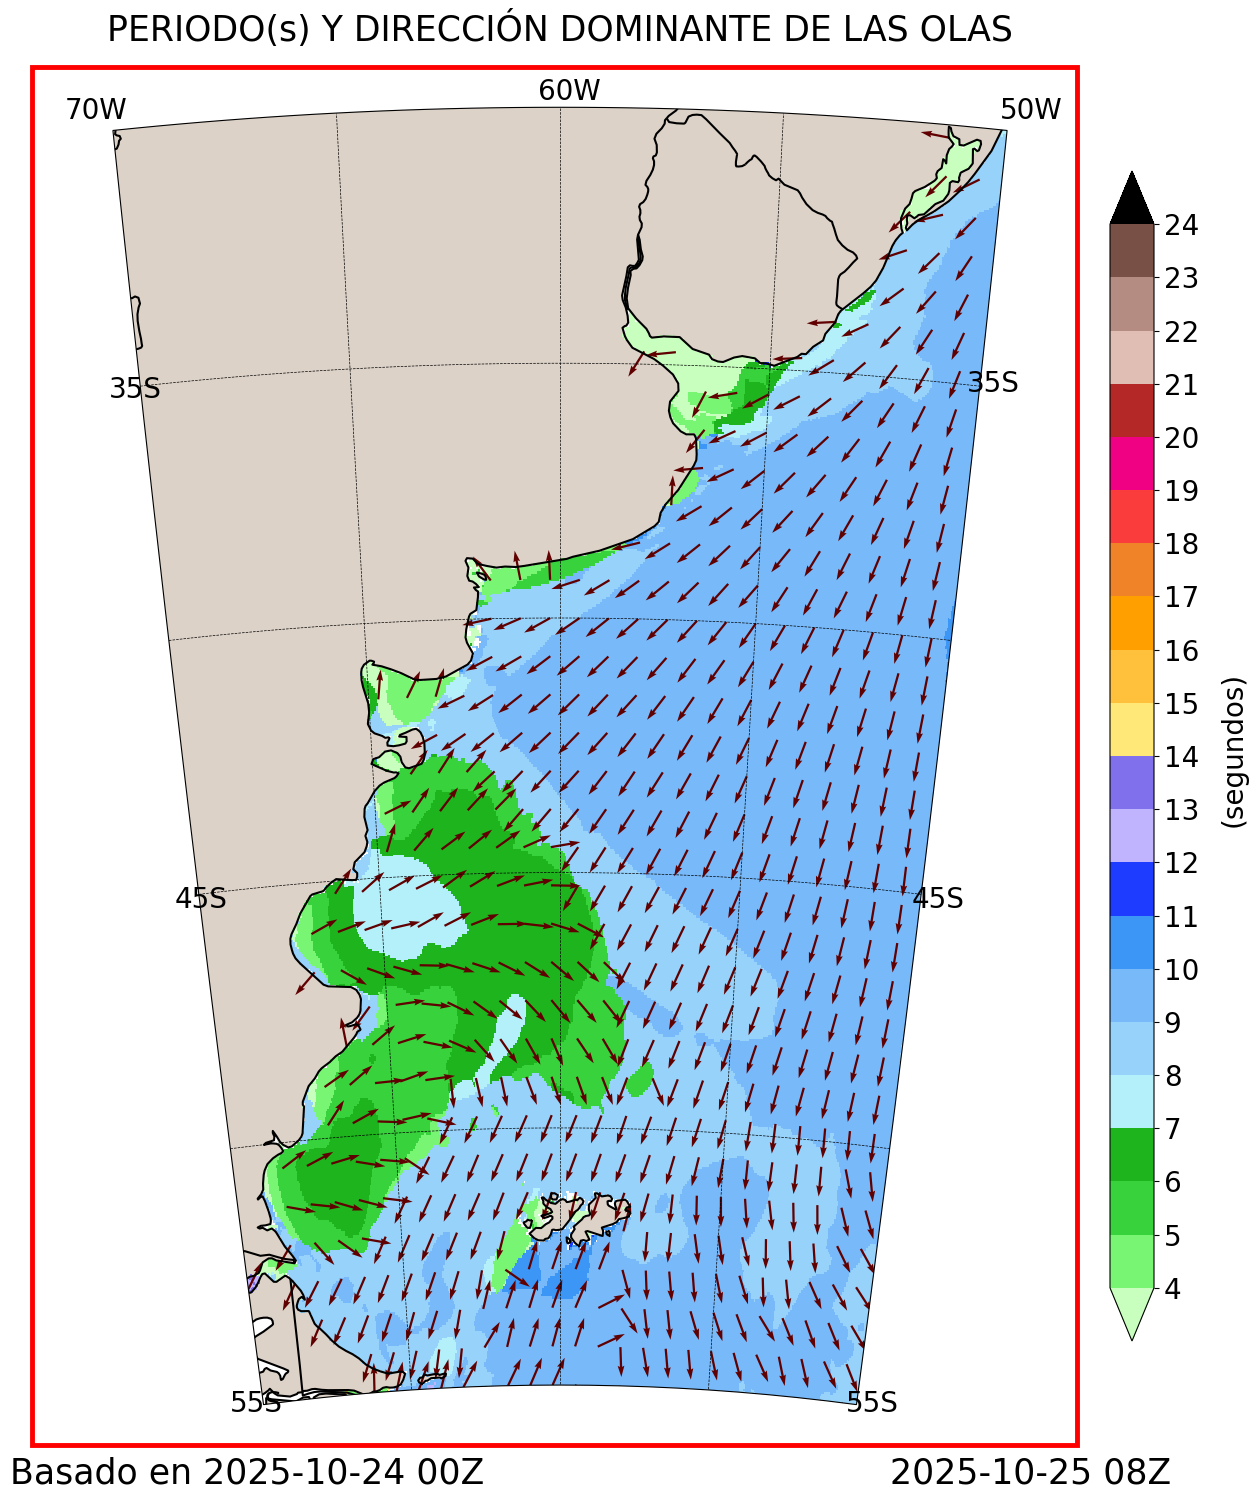 PERIODO(s) Y DIRECCIÓN DOMINANTE DE LAS OLAS
70W
60W
50W
35S
35S
45S
45S
55S
55S
24
23
22
21
20
19
18
17
16
15
14
13
12
11
10
9
8
7
6
5
4
(segundos)
Basado en 2025-10-24 00Z
2025-10-25 08Z